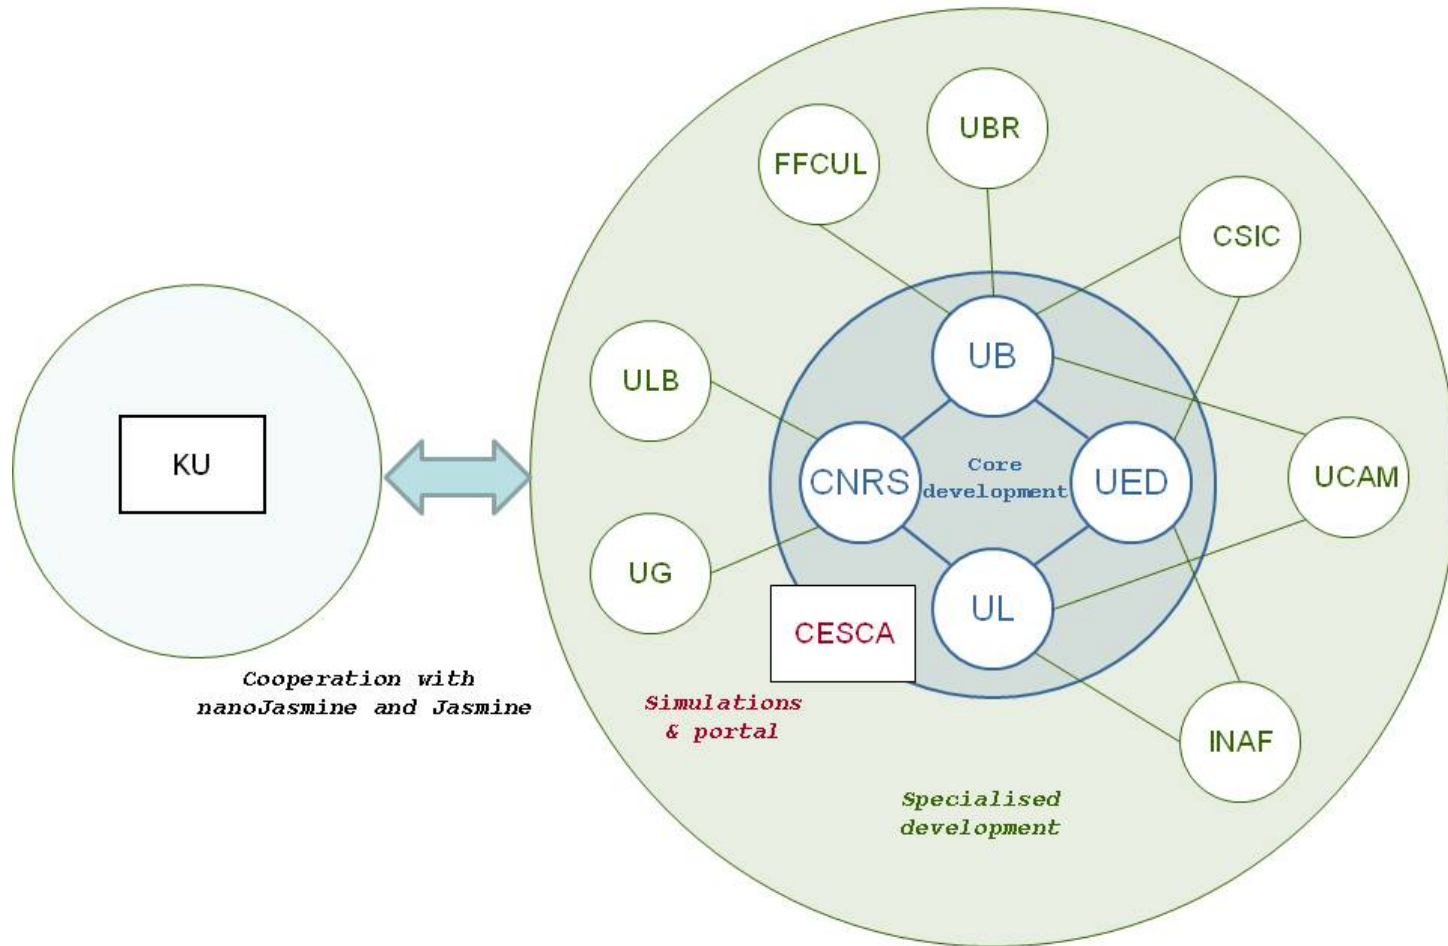 UBR
FFCUL
CSIC
UB
ULB
KU
CNRS
Core
development
UED
UCAM
UG
UL
CESCA
Cooperation with
nanoJasmine and Jasmine
Simulations
& portal
INAF
Specialised
development